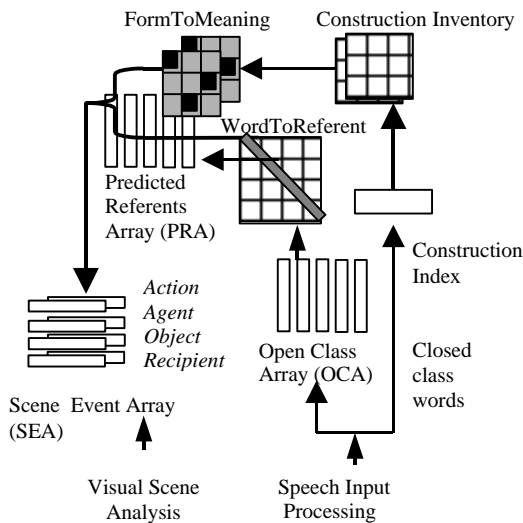 FormToMeaning
Construction Inventory
WordToReferent
Predicted
Referents
Array (PRA)
Construction
Index
Action
Agent
Object
Recipient
Open Class
Array (OCA)
Closed
class
words
Scene Event Array
(SEA)
Visual Scene
Analysis
Speech Input
Processing